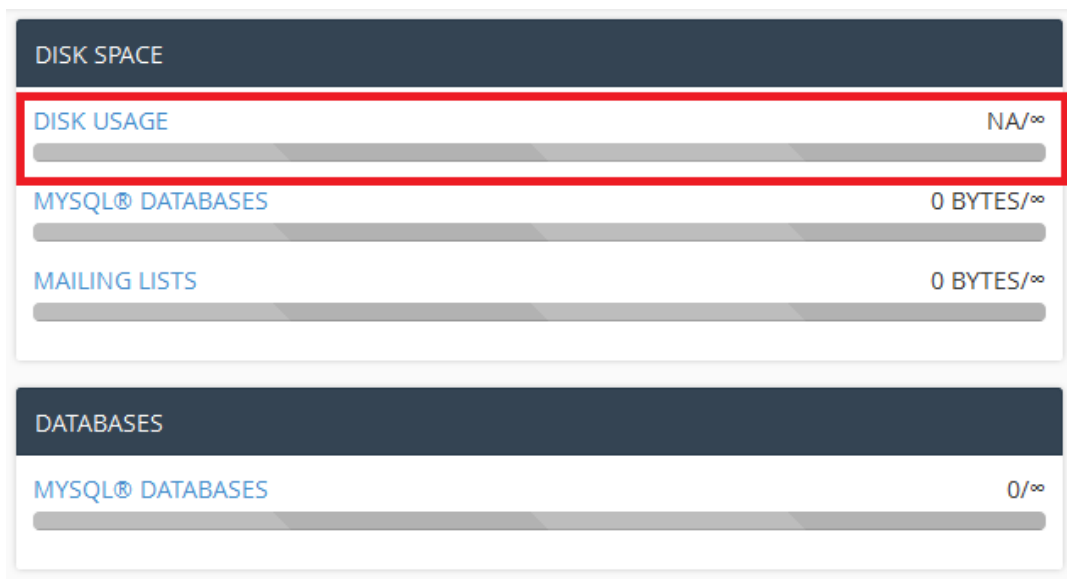 DISK SPACE
DISK USAGE NA/∞
MYSQL® DATABASES 0 BYTES/∞
MAILING LISTS 0 BYTES/∞
DATABASES
MYSQL® DATABASES 0/∞